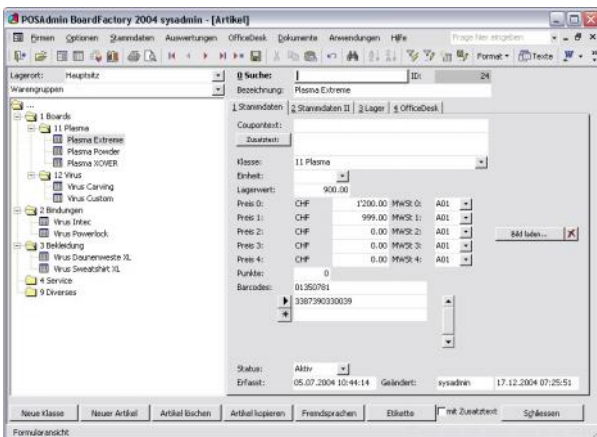 POSAdmin BoardFactory 2004 sysadmin - [Artikel]
Firmen Optionen Stammdaten Auswertungen OfficeDesk Dokumente Anwendungen Hilfe Frage hier eingeben
Format Texte
Lagerort: Hauptsitz
Warengruppen
...
1 Boards
11 Plasma
Plasma Extreme
Plasma Powder
Plasma XOVER
12 Virus
Virus Carving
Virus Custom
2 Bindungen
Virus Intec
Virus Powerlock
3 Bekleidung
Virus Daunenweste XL
Virus Sweatshirt XL
4 Service
9 Diverses
0 Suche: ID: 24
Bezeichnung: Plasma Extreme
1 Stammdaten 2 Stammdaten II 3 Lager 4 OfficeDesk
Coupontext:
Zusatztext:
Klasse: 11 Plasma
Einheit:
Lagerwert: 900.00
Preis 0: CHF 1'200.00 MWSt 0: A01
Preis 1: CHF 999.00 MWSt 1: A01
Preis 2: CHF 0.00 MWSt 2: A01 Bild laden...
Preis 3: CHF 0.00 MWSt 3: A01
Preis 4: CHF 0.00 MWSt 4: A01
Punkte: 0
Barcodes: 01350781
3387390330039
Status: Aktiv
Erfasst: 05.07.2004 10:44:14 Geändert: sysadmin 17.12.2004 07:25:51
Neue Klasse Neuer Artikel Artikel löschen Artikel kopieren Fremdsprachen Etikette mit Zusatztext Schliessen
Formularansicht